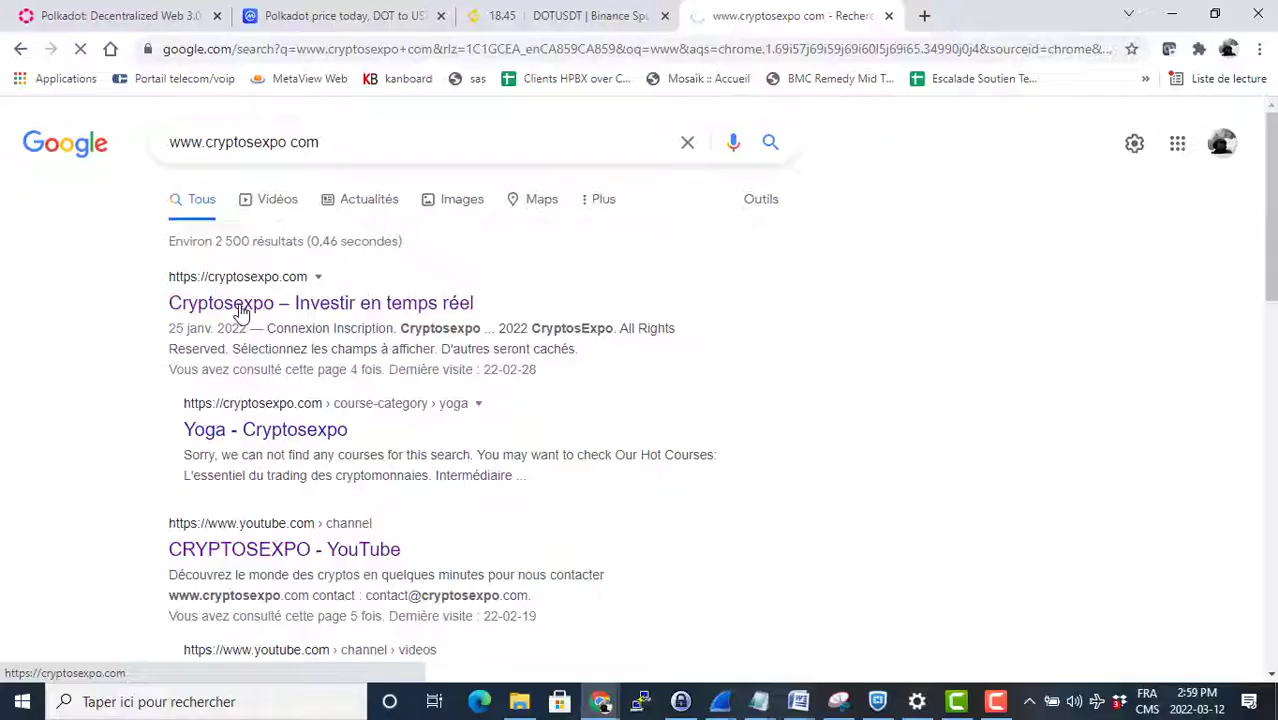 Polkadot: Decentralized Web 3.0
Polkadot price today, DOT to US
18.45 | DOTUSDT | Binance Sp
www.cryptosexpo com - Recher
google.com/search?q=www.cryptosexpo+com&rlz=1C1GCEA_enCA859CA859&oq=www&aqs=chrome.1.69i57j69i59j69i60l5j69i65.34990j0j4&sourceid=chrome&...
Applications
Portail telecom/voip
MetaView Web
kanboard
sas
Clients HPBX over C...
Mosaik :: Accueil
BMC Remedy Mid T...
Escalade Soutien Te...
»
Liste de lecture
Google
www.cryptosexpo com
Tous
Vidéos
Actualités
Images
Maps
Plus
Outils
Environ 2 500 résultats (0,46 secondes)
https://cryptosexpo.com
Cryptosexpo – Investir en temps réel
25 janv. 2022 — Connexion Inscription. Cryptosexpo ... 2022 CryptosExpo. All Rights
Reserved. Sélectionnez les champs à afficher. D'autres seront cachés.
Vous avez consulté cette page 4 fois. Dernière visite : 22-02-28
https://cryptosexpo.com › course-category › yoga
Yoga - Cryptosexpo
Sorry, we can not find any courses for this search. You may want to check Our Hot Courses:
L'essentiel du trading des cryptomonnaies. Intermédiaire ...
https://www.youtube.com › channel
CRYPTOSEXPO - YouTube
Découvrez le monde des cryptos en quelques minutes pour nous contacter
www.cryptosexpo.com contact : contact@cryptosexpo.com.
Vous avez consulté cette page 5 fois. Dernière visite : 22-02-19
https://www.youtube.com › channel › videos
https://cryptosexpo.com
Taper ici pour rechercher
FRA
CMS
2:59 PM
2022-03-12